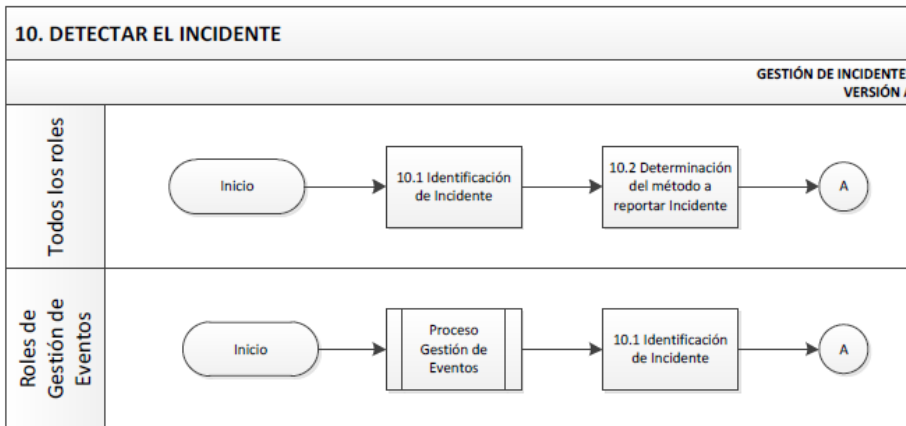 10. DETECTAR EL INCIDENTE
GESTIÓN DE INCIDENTE
VERSIÓN
Todos los roles
Inicio
10.1 Identificación
de Incidente
10.2 Determinación
del método a
reportar Incidente
A
Roles de
Gestión de
Eventos
Inicio
Proceso
Gestión de
Eventos
10.1 Identificación
de Incidente
A